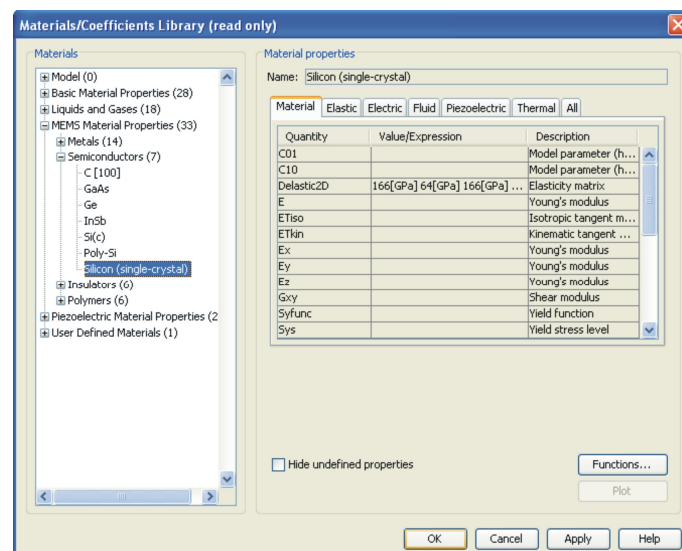 Materials/Coefficients Library (read only)
Materials
Model (0)
Basic Material Properties (28)
Liquids and Gases (18)
MEMS Material Properties (33)
Metals (14)
Semiconductors (7)
C [100]
GaAs
Ge
InSb
Si(c)
Poly-Si
Silicon (single-crystal)
Insulators (6)
Polymers (6)
Piezoelectric Material Properties (2
User Defined Materials (1)
Material properties
Name: Silicon (single-crystal)
Material Elastic Electric Fluid Piezoelectric Thermal All
Quantity Value/Expression Description
C01 Model parameter (h...
C10 Model parameter (h...
Delastic2D 166[GPa] 64[GPa] 166[GPa] ... Elasticity matrix
E Young's modulus
ETiso Isotropic tangent m...
ETkin Kinematic tangent ...
Ex Young's modulus
Ey Young's modulus
Ez Young's modulus
Gxy Shear modulus
Syfunc Yield function
Sys Yield stress level
Hide undefined properties
Functions...
Plot
OK Cancel Apply Help